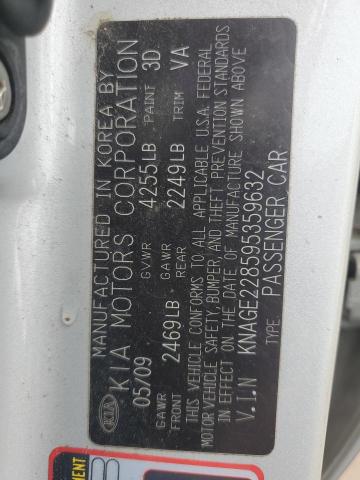 MANUFACTURED IN KOREA BY
KIA KIA MOTORS CORPORATION
05/09 GVWR 4255LB PAINT 3D
GAWR FRONT 2469LB GAWR REAR 2249LB TRIM VA
THIS VEHICLE CONFORMS TO ALL APPLICABLE U.S.A. FEDERAL
MOTOR VEHICLE SAFETY, BUMPER, AND THEFT PREVENTION STANDARDS
IN EFFECT ON THE DATE OF MANUFACTURE SHOWN ABOVE
V.I.N KNAGE228595359632
TYPE: PASSENGER CAR